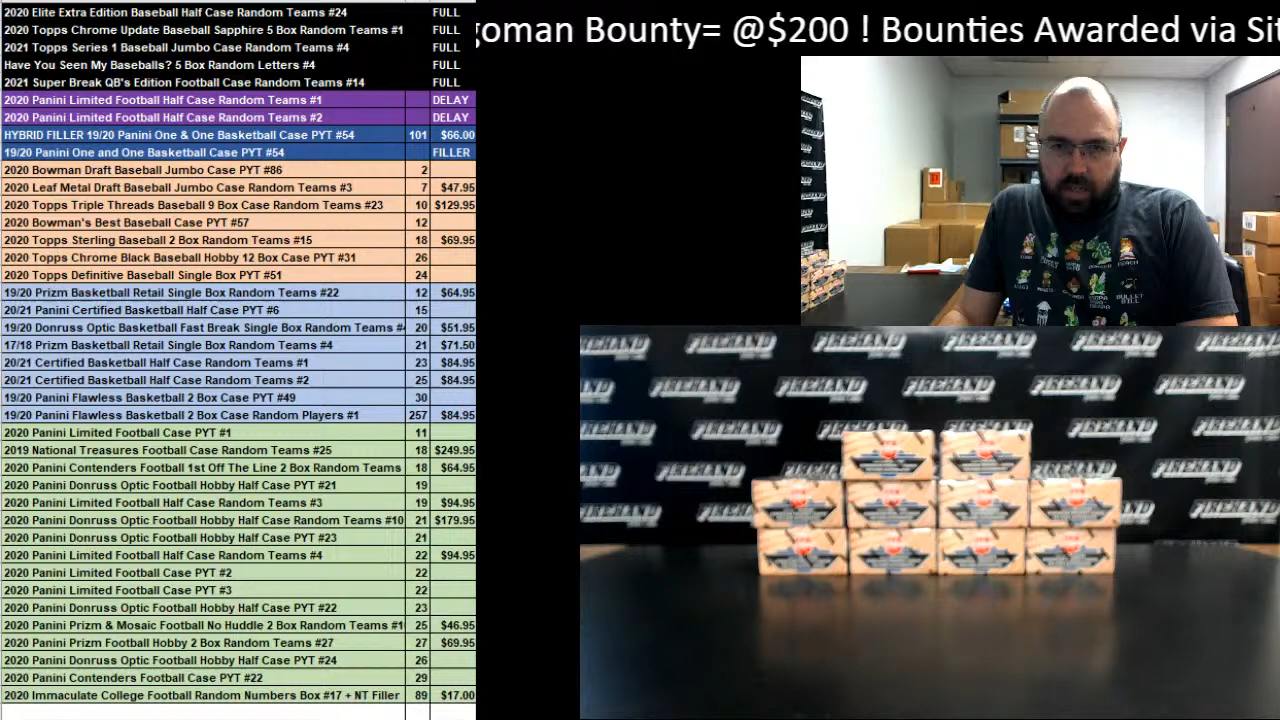 2020 Elite Extra Edition Baseball Half Case Random Teams #24 FULL
2020 Topps Chrome Update Baseball Sapphire 5 Box Random Teams #1 FULL
2021 Topps Series 1 Baseball Jumbo Case Random Teams #4 FULL
Have You Seen My Baseballs? 5 Box Random Letters #4 FULL
2021 Super Break QB's Edition Football Case Random Teams #14 FULL
2020 Panini Limited Football Half Case Random Teams #1 DELAY
2020 Panini Limited Football Half Case Random Teams #2 DELAY
HYBRID FILLER 19/20 Panini One & One Basketball Case PYT #54 101 $66.00
19/20 Panini One and One Basketball Case PYT #54 FILLER
2020 Bowman Draft Baseball Jumbo Case PYT #86 2
2020 Leaf Metal Draft Baseball Jumbo Case Random Teams #3 7 $47.95
2020 Topps Triple Threads Baseball 9 Box Case Random Teams #23 10 $129.95
2020 Bowman's Best Baseball Case PYT #57 12
2020 Topps Sterling Baseball 2 Box Random Teams #15 18 $69.95
2020 Topps Chrome Black Baseball Hobby 12 Box Case PYT #31 26
2020 Topps Definitive Baseball Single Box PYT #51 24
19/20 Prizm Basketball Retail Single Box Random Teams #22 12 $64.95
20/21 Panini Certified Basketball Half Case PYT #6 15
19/20 Donruss Optic Basketball Fast Break Single Box Random Teams #4 20 $51.95
17/18 Prizm Basketball Retail Single Box Random Teams #4 21 $71.50
20/21 Certified Basketball Half Case Random Teams #1 23 $84.95
20/21 Certified Basketball Half Case Random Teams #2 25 $84.95
19/20 Panini Flawless Basketball 2 Box Case PYT #49 30
19/20 Panini Flawless Basketball 2 Box Case Random Players #1 257 $84.95
2020 Panini Limited Football Case PYT #1 11
2019 National Treasures Football Case Random Teams #25 18 $249.95
2020 Panini Contenders Football 1st Off The Line 2 Box Random Teams 18 $64.95
2020 Panini Donruss Optic Football Hobby Half Case PYT #21 19
2020 Panini Limited Football Half Case Random Teams #3 19 $94.95
2020 Panini Donruss Optic Football Hobby Half Case Random Teams #10 21 $179.95
2020 Panini Donruss Optic Football Hobby Half Case PYT #23 21
2020 Panini Limited Football Half Case Random Teams #4 22 $94.95
2020 Panini Limited Football Case PYT #2 22
2020 Panini Limited Football Case PYT #3 22
2020 Panini Donruss Optic Football Hobby Half Case PYT #22 23
2020 Panini Prizm & Mosaic Football No Huddle 2 Box Random Teams #1 25 $46.95
2020 Panini Prizm Football Hobby 2 Box Random Teams #27 27 $69.95
2020 Panini Donruss Optic Football Hobby Half Case PYT #24 26
2020 Panini Contenders Football Case PYT #22 29
2020 Immaculate College Football Random Numbers Box #17 + NT Filler 89 $17.00
goman Bounty= @$200 ! Bounties Awarded via Sit
FIREHAND